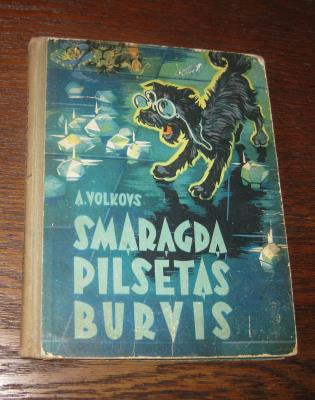 A. VOLKOVS
SMARAGDA
PILSĒTAS
BURVIS